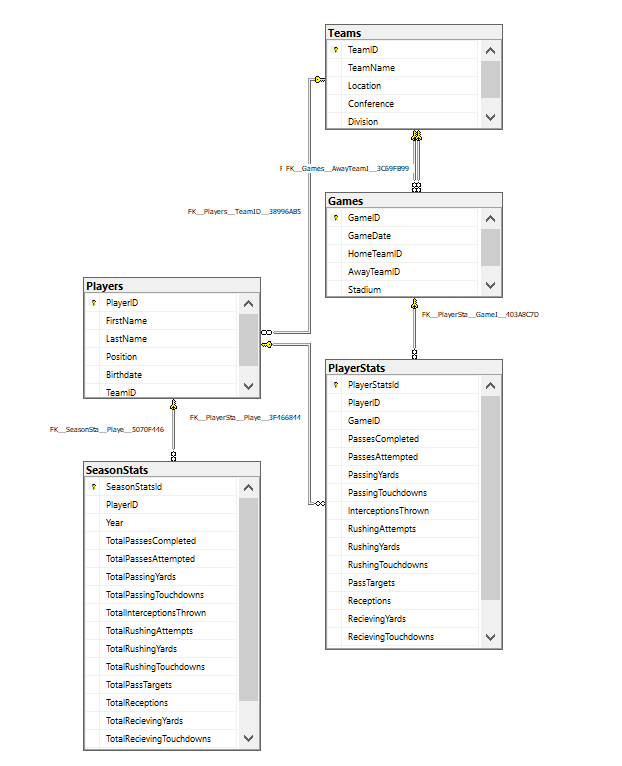 Teams
TeamID
TeamName
Location
Conference
Division
FK__Games__AwayTeamI__3C69FB99
FK__Players__TeamID__38996AB5
Games
GameID
GameDate
HomeTeamID
AwayTeamID
Stadium
Players
PlayerID
FirstName
LastName
Position
Birthdate
TeamID
FK__PlayerSta__GameI__403A8C7D
FK__PlayerSta__Playe__3F466844
FK__SeasonSta__Playe__5070F446
PlayerStats
PlayerStatsId
PlayerID
GameID
PassesCompleted
PassesAttempted
PassingYards
PassingTouchdowns
InterceptionsThrown
RushingAttempts
RushingYards
RushingTouchdowns
PassTargets
Receptions
RecievingYards
RecievingTouchdowns
SeasonStats
SeasonStatsId
PlayerID
Year
TotalPassesCompleted
TotalPassesAttempted
TotalPassingYards
TotalPassingTouchdowns
TotalInterceptionsThrown
TotalRushingAttempts
TotalRushingYards
TotalRushingTouchdowns
TotalPassTargets
TotalReceptions
TotalRecievingYards
TotalRecievingTouchdowns